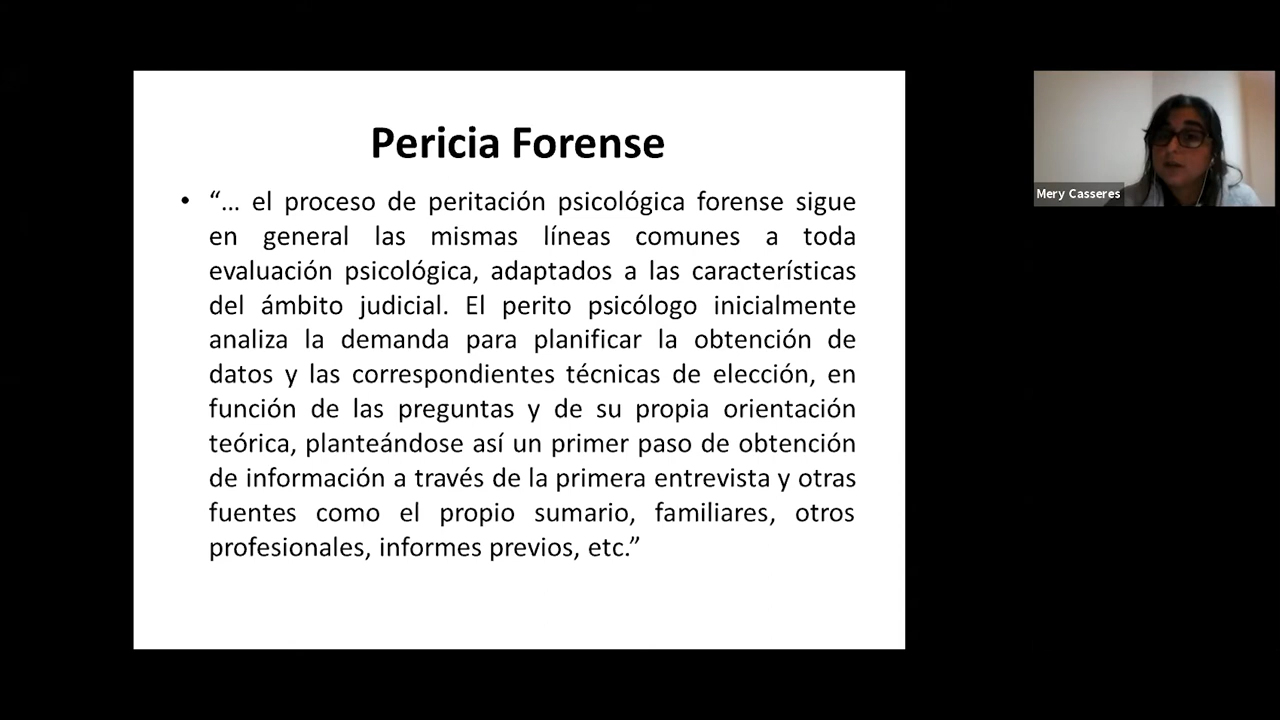 Pericia Forense
• “... el proceso de peritación psicológica forense sigue
en general las mismas líneas comunes a toda
evaluación psicológica, adaptados a las características
del ámbito judicial. El perito psicólogo inicialmente
analiza la demanda para planificar la obtención de
datos y las correspondientes técnicas de elección, en
función de las preguntas y de su propia orientación
teórica, planteándose así un primer paso de obtención
de información a través de la primera entrevista y otras
fuentes como el propio sumario, familiares, otros
profesionales, informes previos, etc.”
Mery Casseres